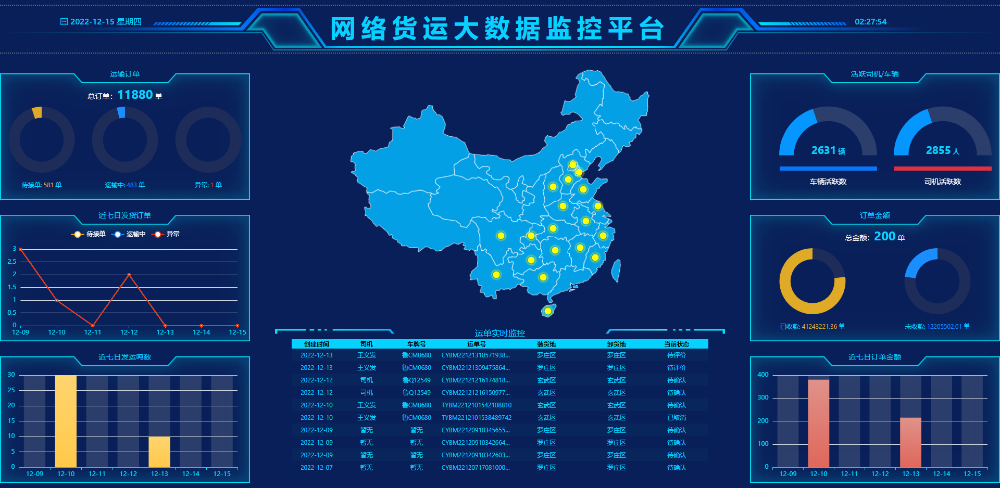 2022-12-15 星期四
网络货运大数据监控平台
02:27:54
运输订单
总订单: 11880 单
待接单: 581 单
运输中: 483 单
异常: 1 单
近七日发货订单
待接单 运输中 异常
3
2.5
2
1.5
1
0.5
0
12-09 12-10 12-11 12-12 12-13 12-14 12-15
近七日发运吨数
30
25
20
15
10
5
0
12-09 12-10 12-11 12-12 12-13 12-14 12-15
运单实时监控
创建时间 司机 车牌号 运单号 装货地 卸货地 当前状态
2022-12-13 王义发 鲁CM0680 CYBM22121310571938... 罗庄区 罗庄区 待评价
2022-12-13 王义发 鲁CM0680 CYBM22121309475864... 罗庄区 罗庄区 待评价
2022-12-12 司机 鲁Q12549 CYBM22121216174818... 玄武区 玄武区 待确认
2022-12-12 司机 鲁Q12549 CYBM22121216150977... 玄武区 玄武区 待确认
2022-12-10 王义发 鲁CM0680 TYBM2212101542108810 玄武区 玄武区 待确认
2022-12-10 王义发 鲁CM0680 TYBM2212101538489742 玄武区 玄武区 已取消
2022-12-09 暂无 暂无 CYBM22120910345655... 罗庄区 罗庄区 待确认
2022-12-09 暂无 暂无 CYBM22120910342664... 罗庄区 罗庄区 待确认
2022-12-09 暂无 暂无 CYBM22120910342603... 罗庄区 罗庄区 待确认
2022-12-07 暂无 暂无 CYBM22120717081000... 罗庄区 罗庄区 待确认
活跃司机/车辆
2631 辆
车辆活跃数
2855 人
司机活跃数
订单金额
总金额: 200 单
已收款: 41243221.36 单
未收款: 12205502.01 单
近七日订单金额
400
300
200
100
0
12-09 12-10 12-11 12-12 12-13 12-14 12-15